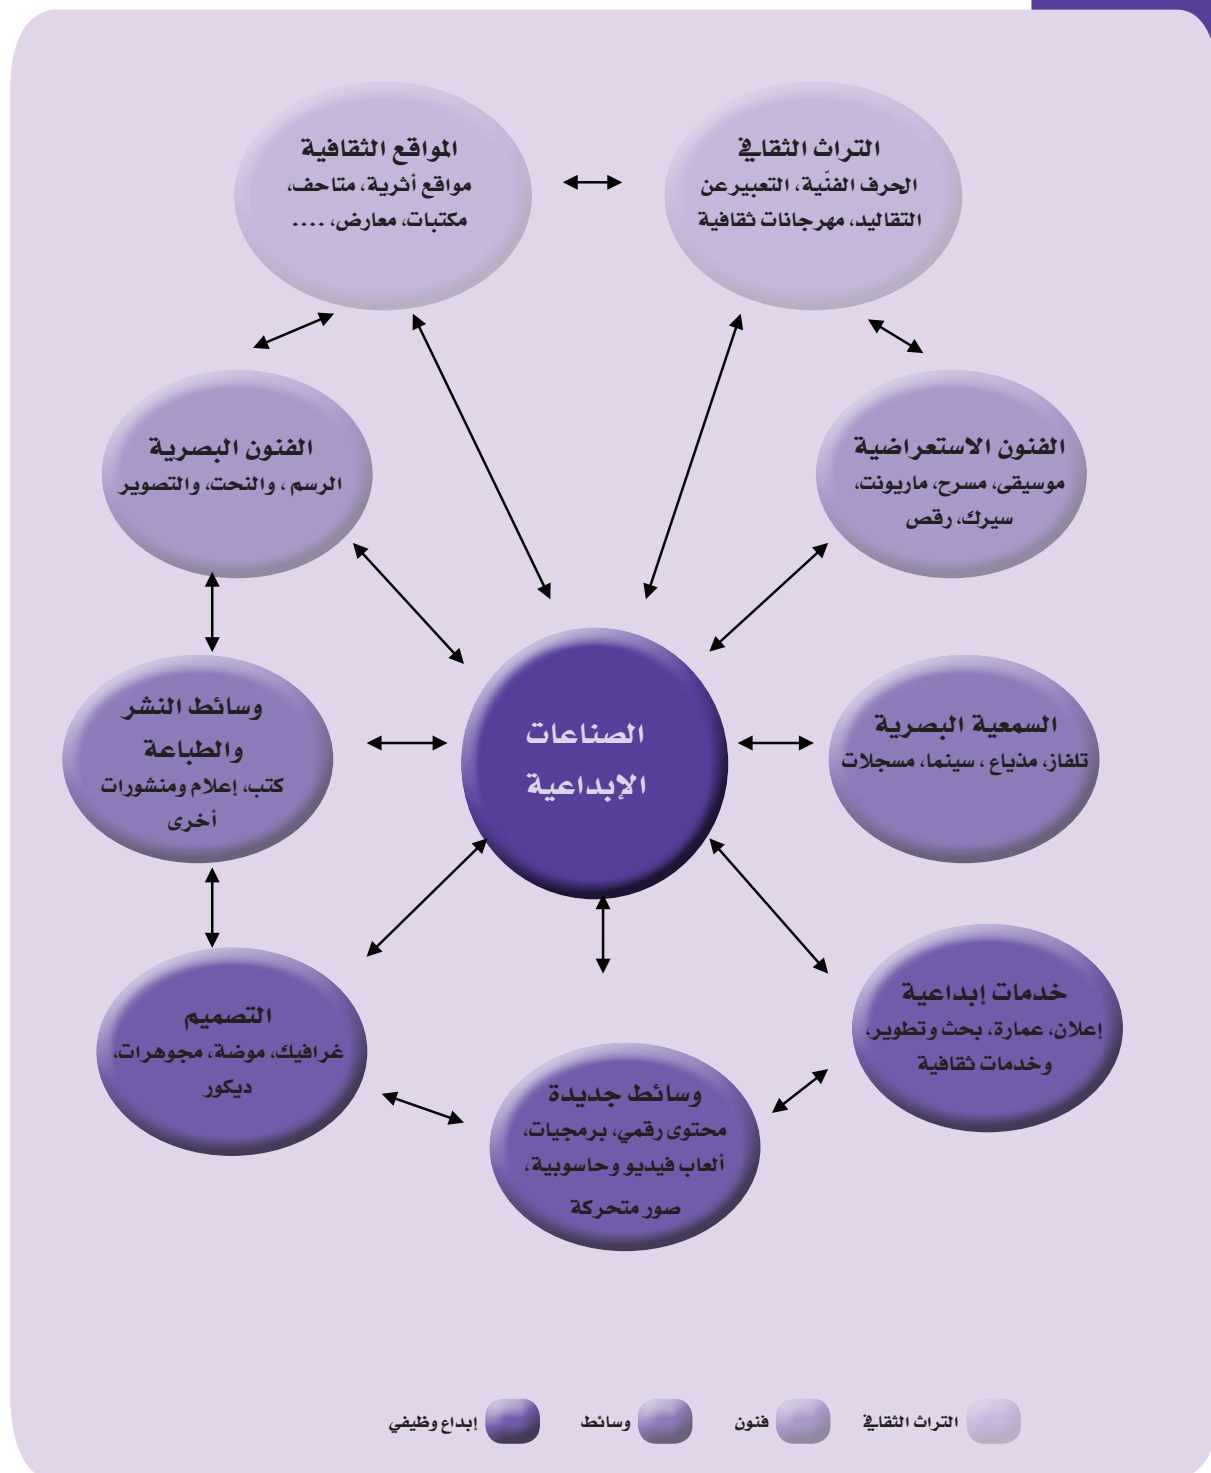 التراث الثقافي
الحرف الفنّية، التعبير عن
التقاليد، مهرجانات ثقافية
المواقع الثقافية
مواقع أثرية، متاحف،
مكتبات، معارض، ....
الفنون الاستعراضية
موسيقى، مسرح، ماريونت،
سيرك، رقص
الفنون البصرية
الرسم ، والنحت، والتصوير
السمعية البصرية
تلفاز، مذياع ، سينما، مسجلات
الصناعات
الإبداعية
وسائط النشر
والطباعة
كتب، إعلام ومنشورات
أخرى
خدمات إبداعية
إعلان، عمارة، بحث وتطوير،
وخدمات ثقافية
التصميم
غرافيك، موضة، مجوهرات،
ديكور
وسائط جديدة
محتوى رقمي، برمجيات،
ألعاب فيديو وحاسوبية،
صور متحركة
التراث الثقافي
فنون
وسائط
إبداع وظيفي